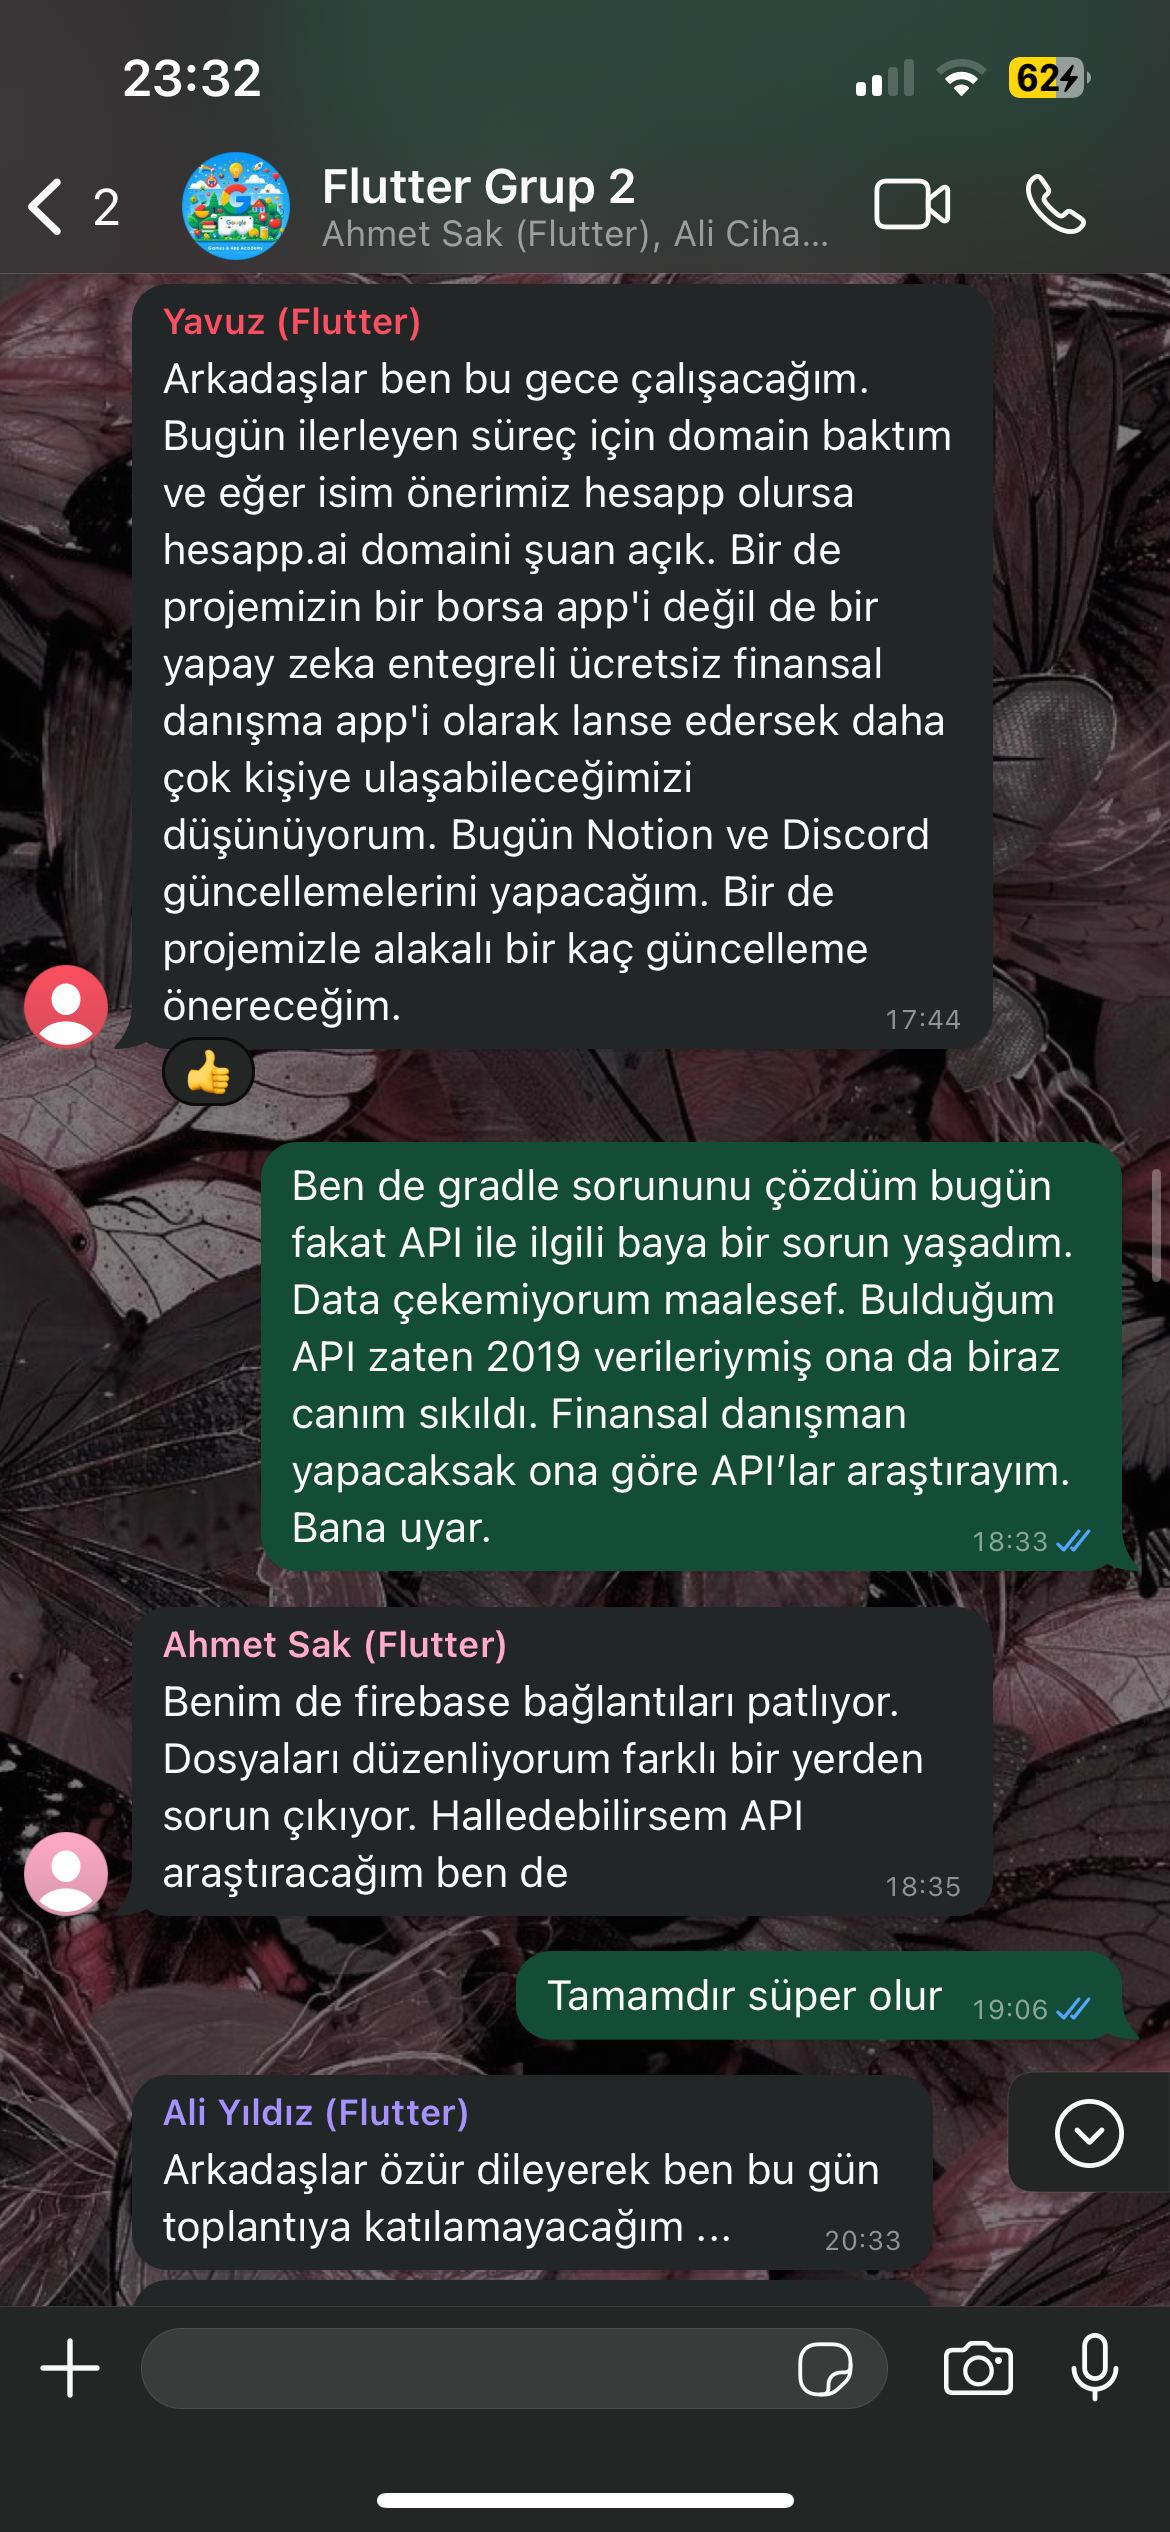 23:32
62
2
Flutter Grup 2
Ahmet Sak (Flutter), Ali Ciha...
Google
Games & App Academy
Yavuz (Flutter)
Arkadaşlar ben bu gece çalışacağım.
Bugün ilerleyen süreç için domain baktım
ve eğer isim önerimiz hesapp olursa
hesapp.ai domaini şuan açık. Bir de
projemizin bir borsa app'i değil de bir
yapay zeka entegreli ücretsiz finansal
danışma app'i olarak lanse edersek daha
çok kişiye ulaşabileceğimizi
düşünüyorum. Bugün Notion ve Discord
güncellemelerini yapacağım. Bir de
projemizle alakalı bir kaç güncelleme
önereceğim.
17:44
Ben de gradle sorununu çözdüm bugün
fakat API ile ilgili baya bir sorun yaşadım.
Data çekemiyorum maalesef. Bulduğum
API zaten 2019 verileriymiş ona da biraz
canım sıkıldı. Finansal danışman
yapacaksak ona göre API’lar araştırayım.
Bana uyar.
18:33
Ahmet Sak (Flutter)
Benim de firebase bağlantıları patlıyor.
Dosyaları düzenliyorum farklı bir yerden
sorun çıkıyor. Halledebilirsem API
araştıracağım ben de
18:35
Tamamdır süper olur
19:06
Ali Yıldız (Flutter)
Arkadaşlar özür dileyerek ben bu gün
toplantıya katılamayacağım ...
20:33